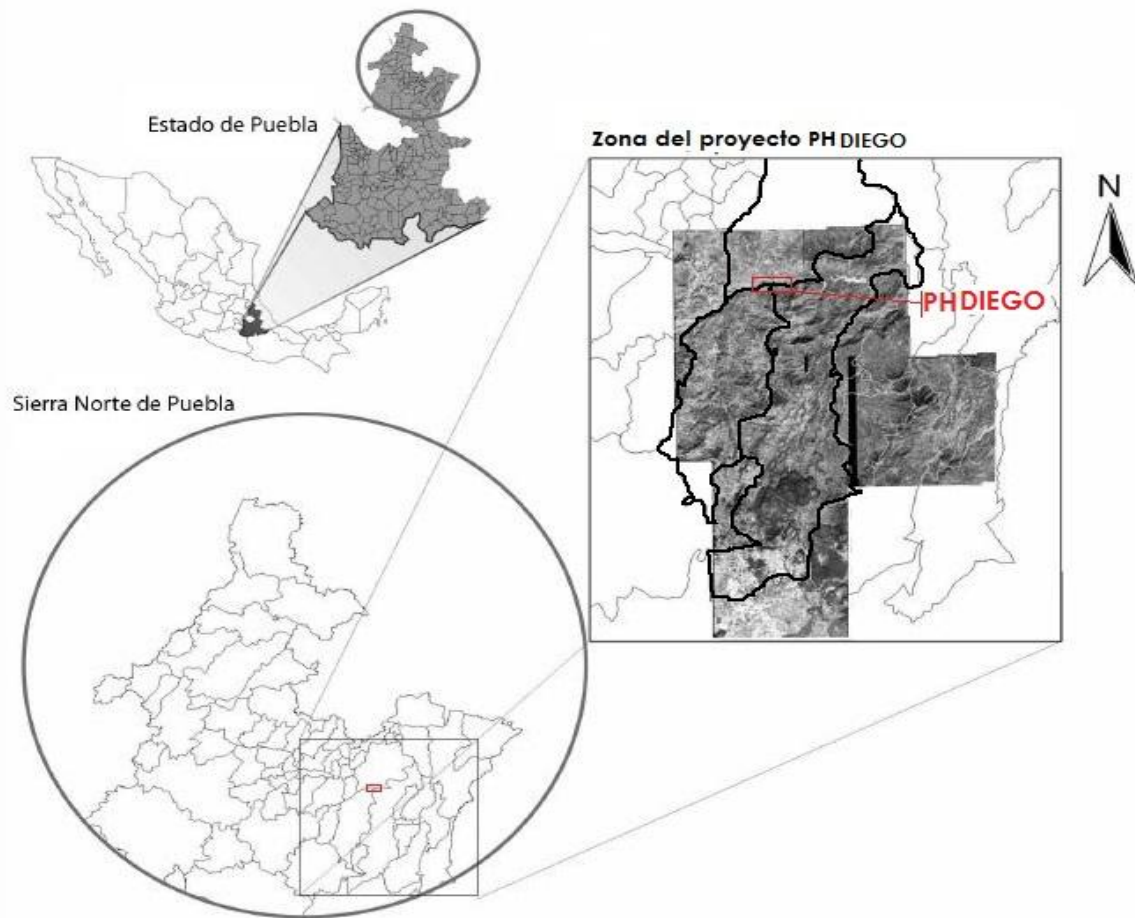 Estado de Puebla
Zona del proyecto PH DIEGO
N
PH DIEGO
Sierra Norte de Puebla